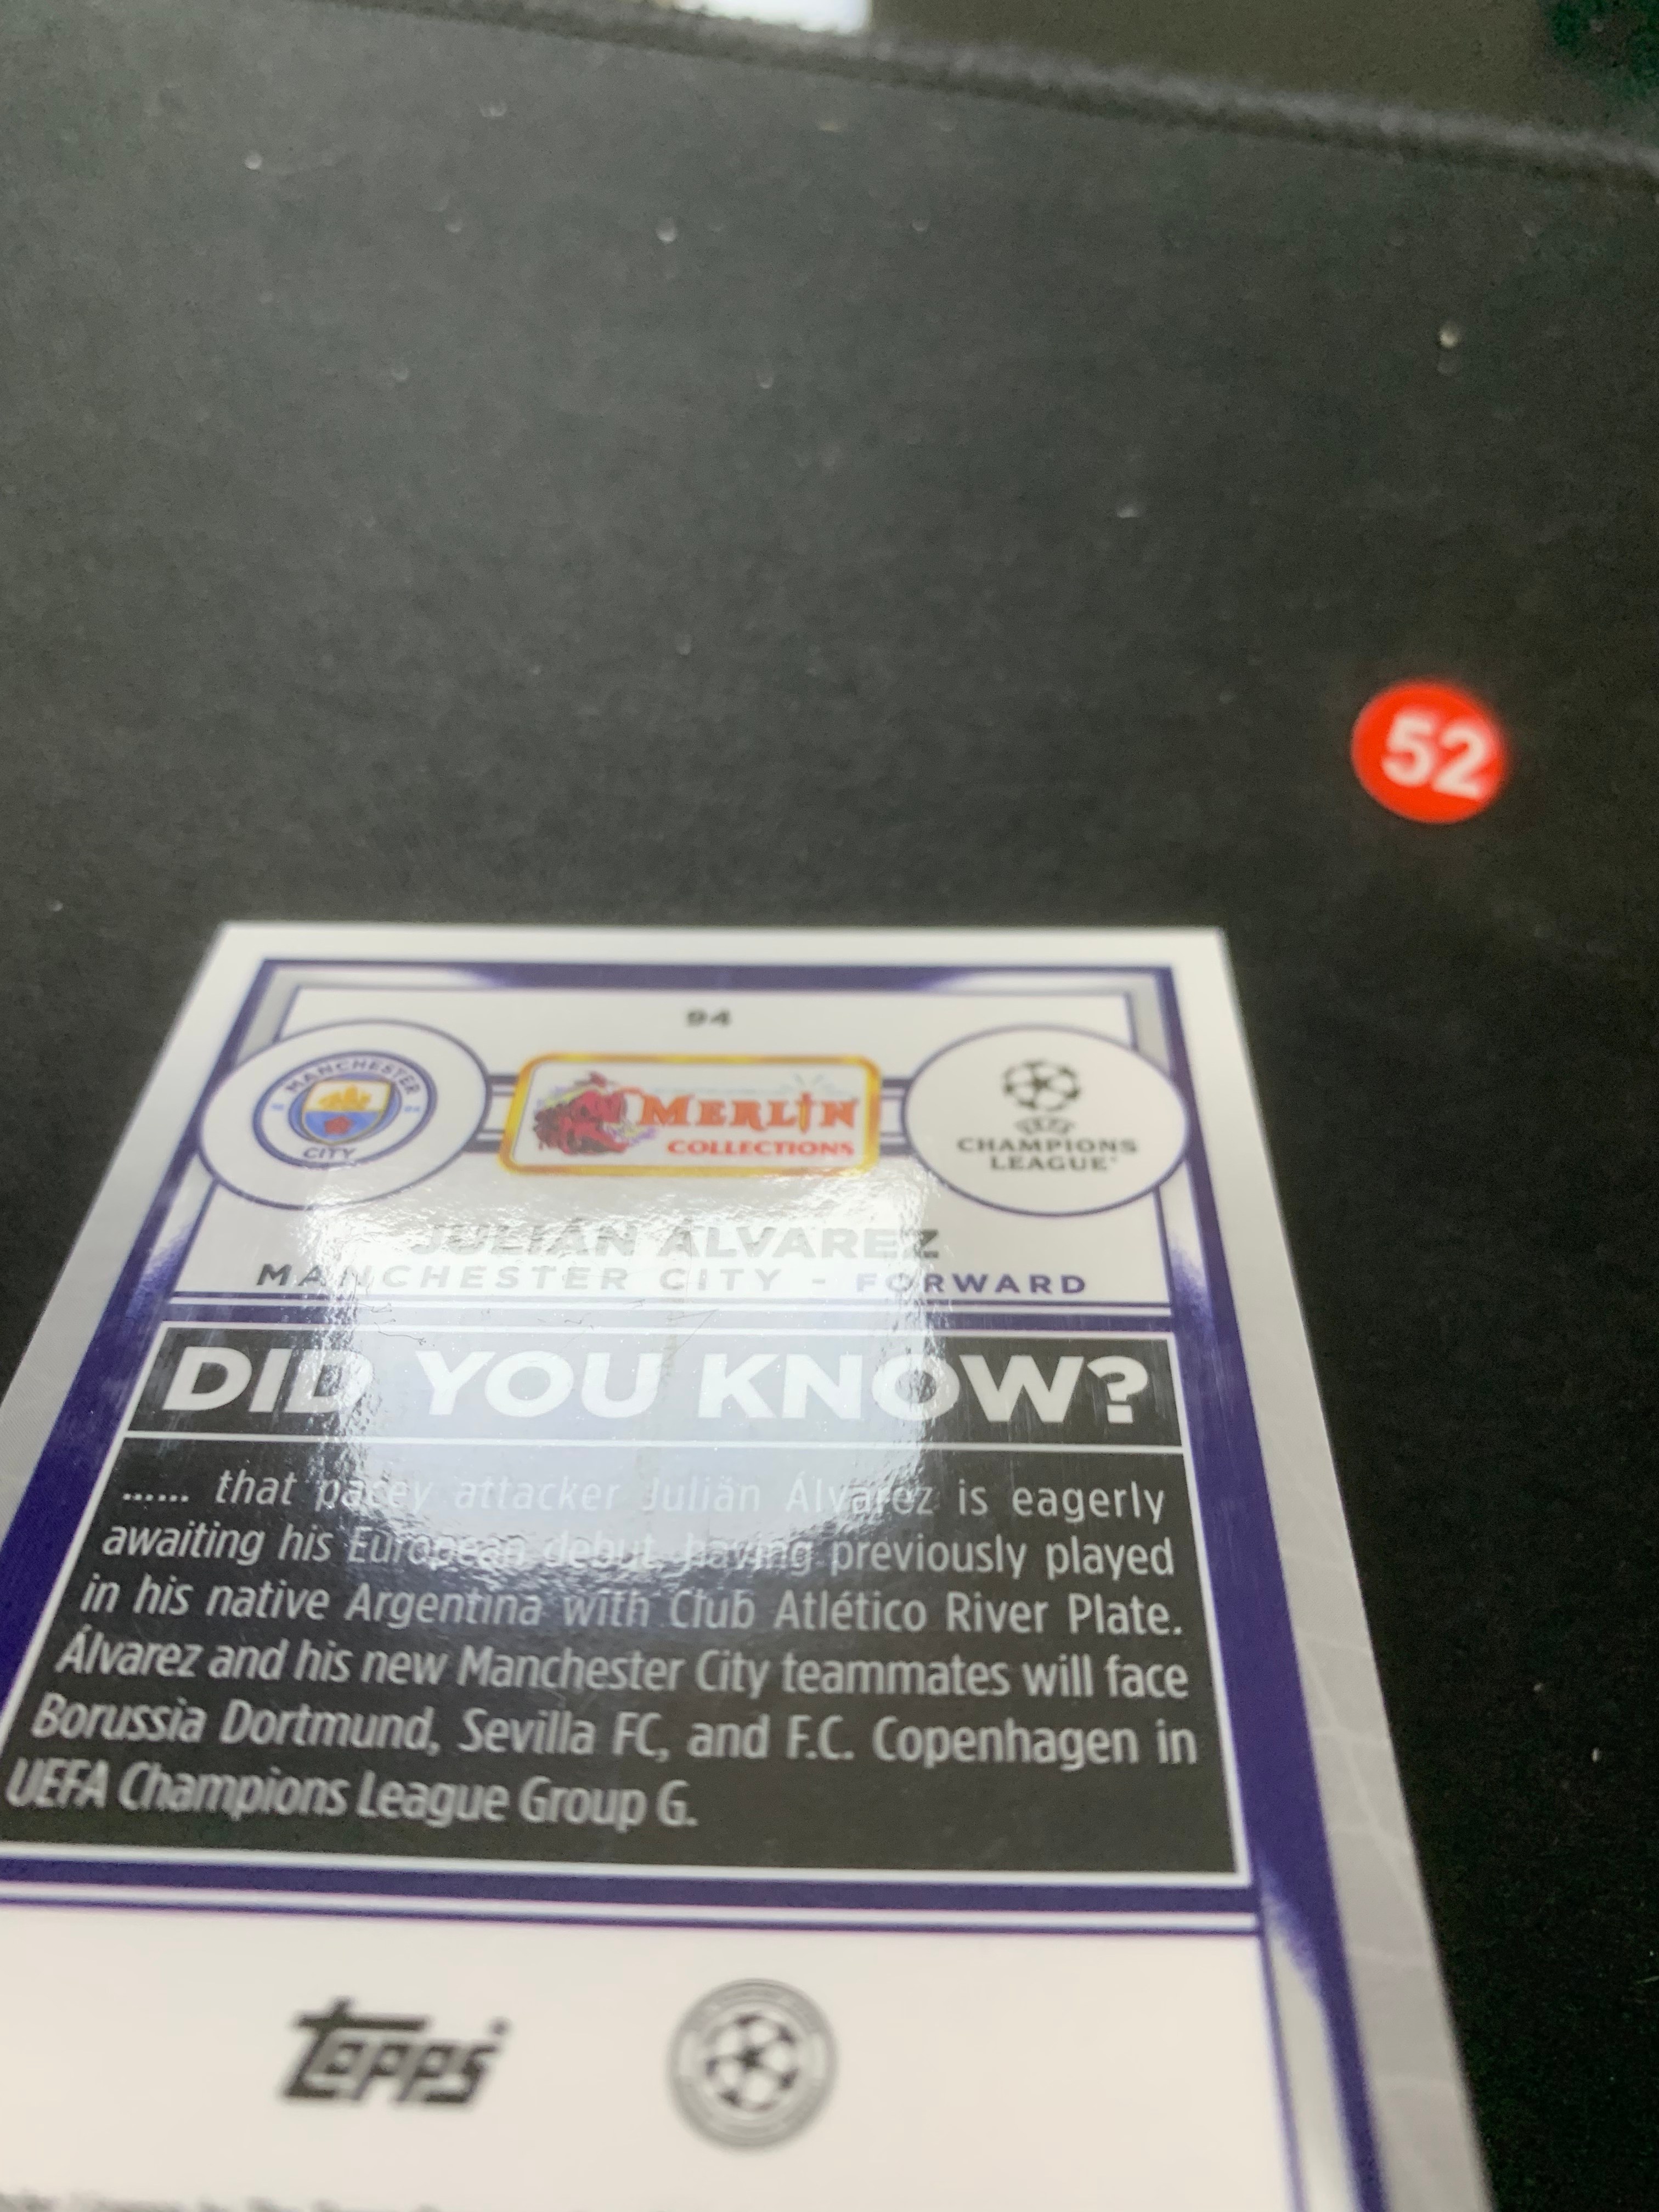 52
94
MANCHESTER
CITY
MERLIN
COLLECTIONS
UEFA
CHAMPIONS
LEAGUE
JULIÁN ÁLVAREZ
MANCHESTER CITY - FORWARD
DID YOU KNOW?
...... that pacey attacker Julián Álvarez is eagerly
awaiting his European debut, having previously played
in his native Argentina with Club Atlético River Plate.
Álvarez and his new Manchester City teammates will face
Borussia Dortmund, Sevilla FC, and F.C. Copenhagen in
UEFA Champions League Group G.
topps